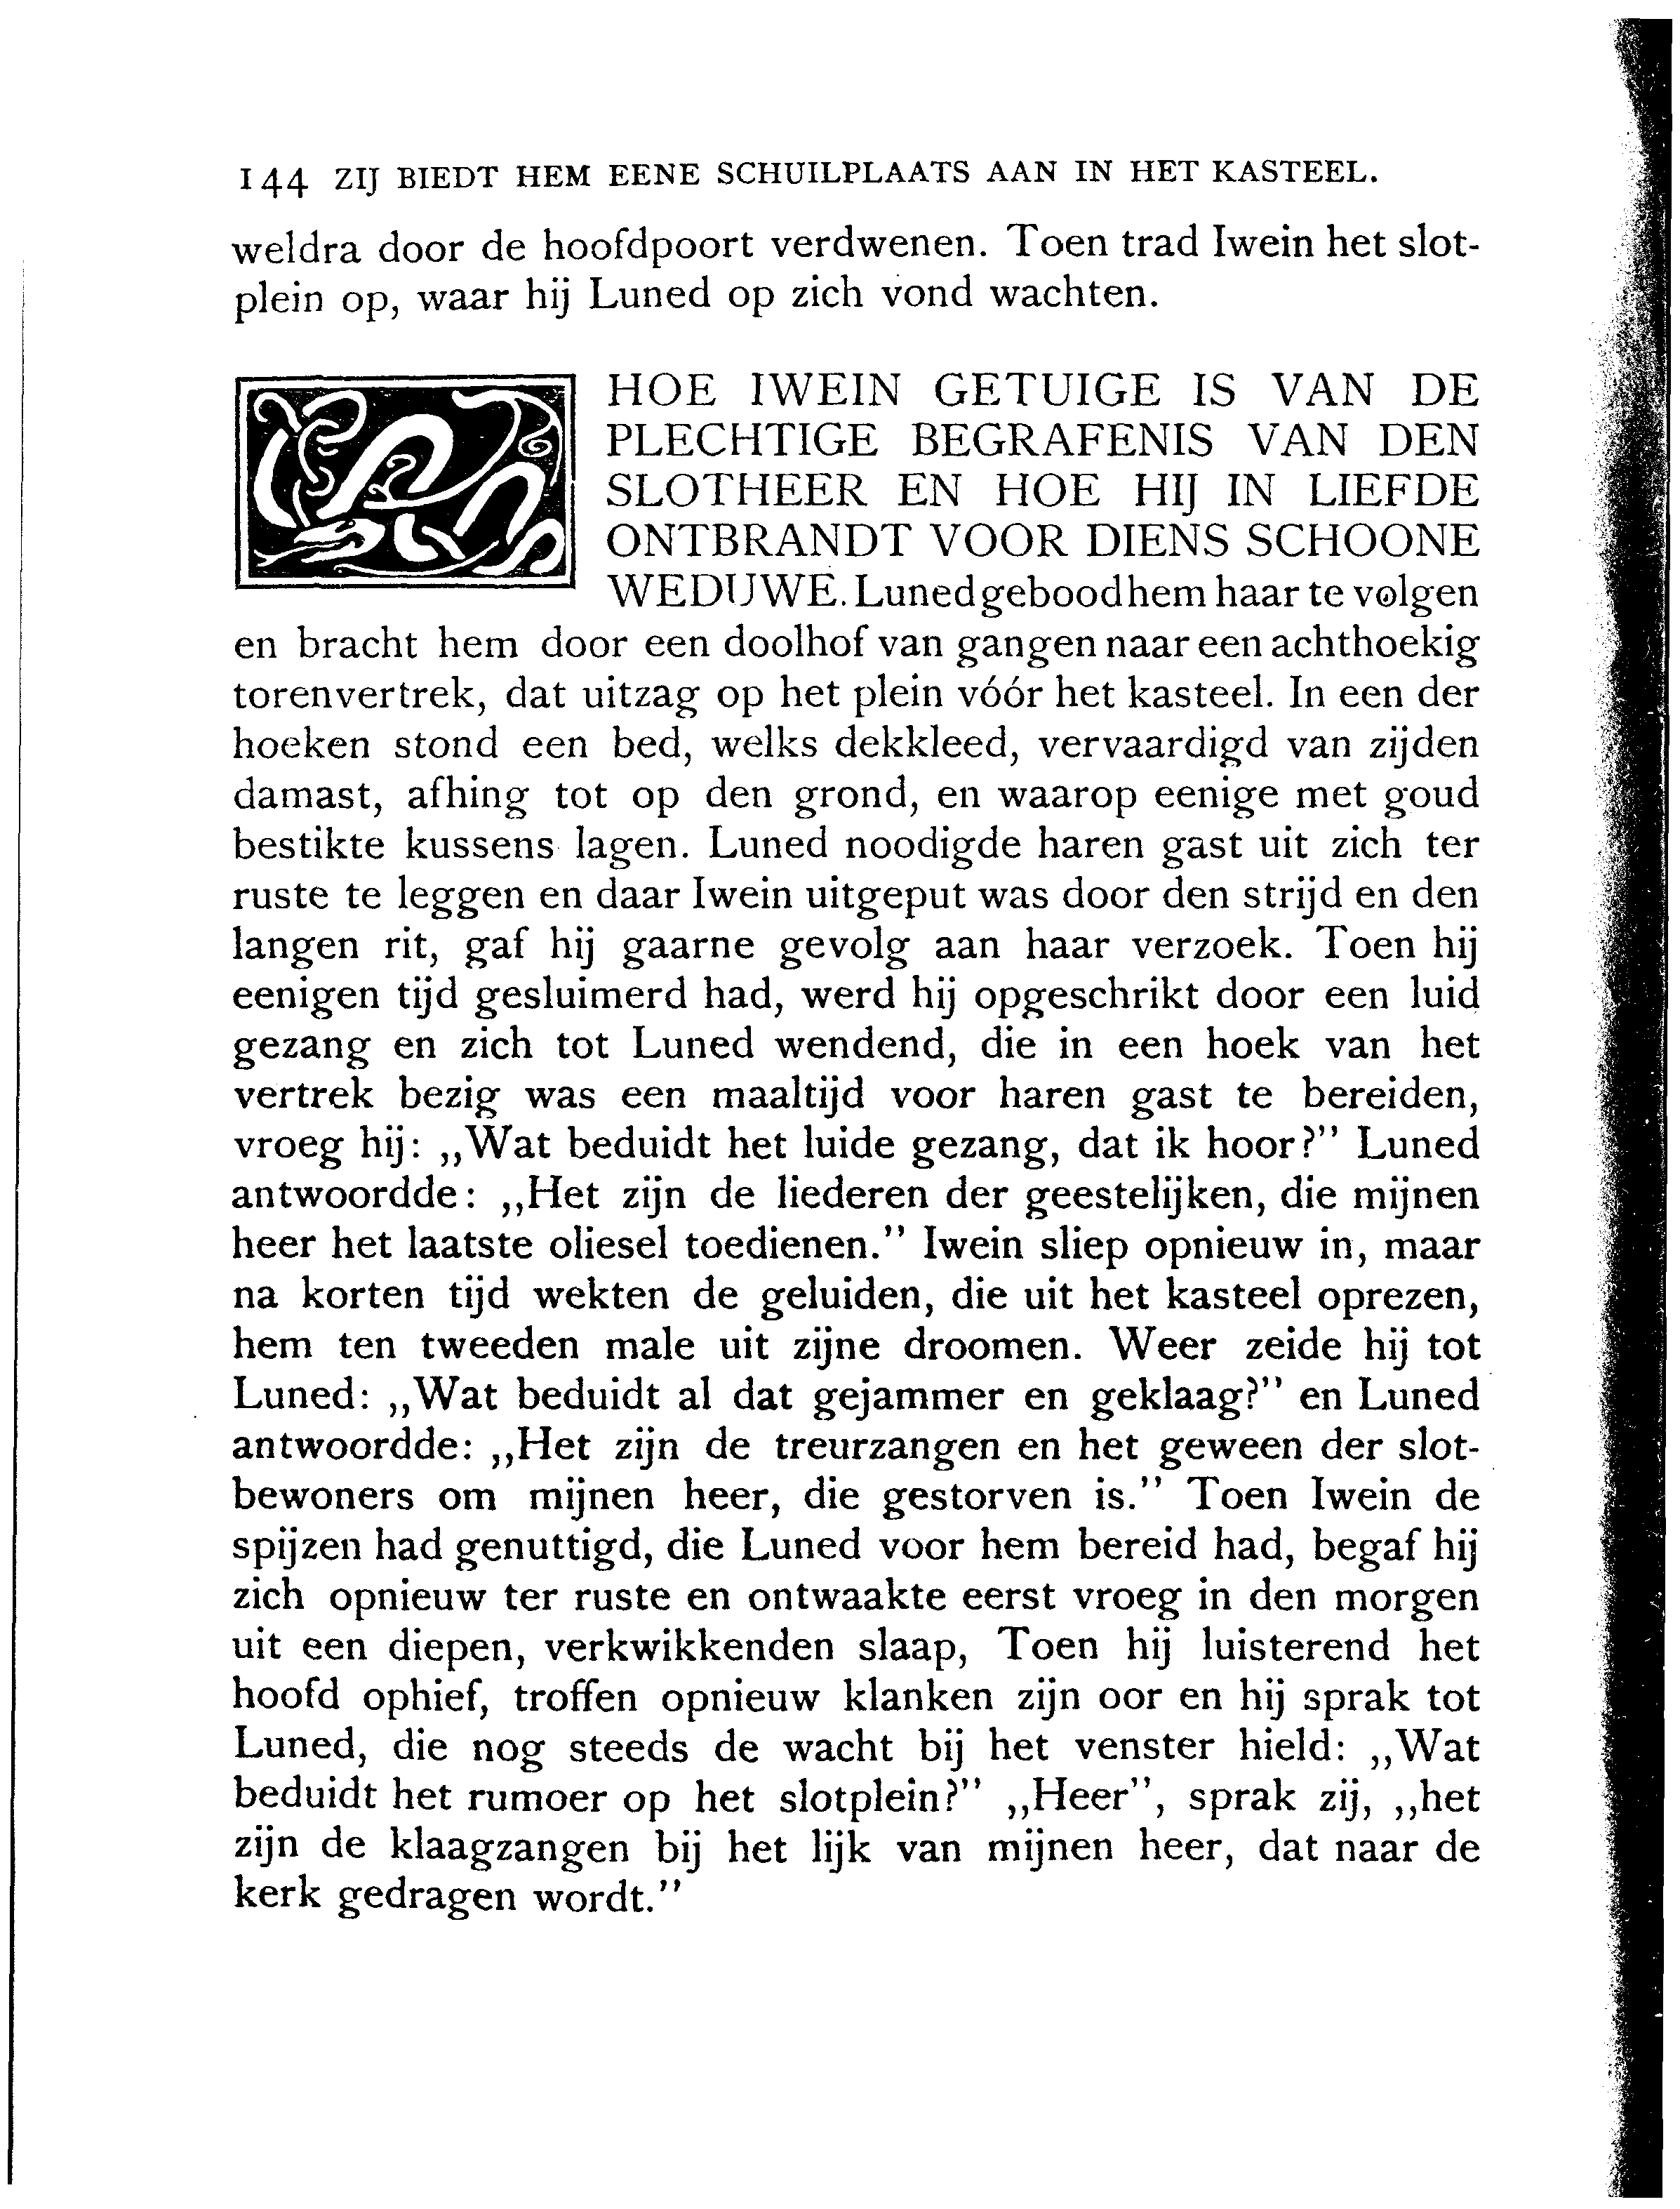 144 ZIJ BIEDT HEM EENE SCHUILPLAATS AAN IN HET KASTEEL.
weldra door de hoofdpoort verdwenen. Toen trad Iwein het slot-
plein op, waar hij Luned op zich vond wachten.
HOE IWEIN GETUIGE IS VAN DE
PLECHTIGE BEGRAFENIS VAN DEN
SLOTHEER EN HOE HIJ IN LIEFDE
ONTBRANDT VOOR DIENS SCHOONE
WEDUWE. Luned gebood hem haar te volgen
en bracht hem door een doolhof van gangen naar een achthoekig
torenvertrek, dat uitzag op het plein vóór het kasteel. In een der
hoeken stond een bed, welks dekkleed, vervaardigd van zijden
damast, afhing tot op den grond, en waarop eenige met goud
bestikte kussens lagen. Luned noodigde haren gast uit zich ter
ruste te leggen en daar Iwein uitgeput was door den strijd en den
langen rit, gaf hij gaarne gevolg aan haar verzoek. Toen hij
eenigen tijd gesluimerd had, werd hij opgeschrikt door een luid
gezang en zich tot Luned wendend, die in een hoek van het
vertrek bezig was een maaltijd voor haren gast te bereiden,
vroeg hij: ,,Wat beduidt het luide gezang, dat ik hoor?" Luned
antwoordde: ,,Het zijn de liederen der geestelijken, die mijnen
heer het laatste oliesel toedienen." Iwein sliep opnieuw in, maar
na korten tijd wekten de geluiden, die uit het kasteel oprezen,
hem ten tweeden male uit zijne droomen. Weer zeide hij tot
Luned: ,,Wat beduidt al dat gejammer en geklaag?" en Luned
antwoordde: ,,Het zijn de treurzangen en het geween der slot-
bewoners om mijnen heer, die gestorven is." Toen Iwein de
spijzen had genuttigd, die Luned voor hem bereid had, begaf hij
zich opnieuw ter ruste en ontwaakte eerst vroeg in den morgen
uit een diepen, verkwikkenden slaap, Toen hij luisterend het
hoofd ophief, troffen opnieuw klanken zijn oor en hij sprak tot
Luned, die nog steeds de wacht bij het venster hield: ,,Wat
beduidt het rumoer op het slotplein?" ,,Heer", sprak zij, ,,het
zijn de klaagzangen bij het lijk van mijnen heer, dat naar de
kerk gedragen wordt."